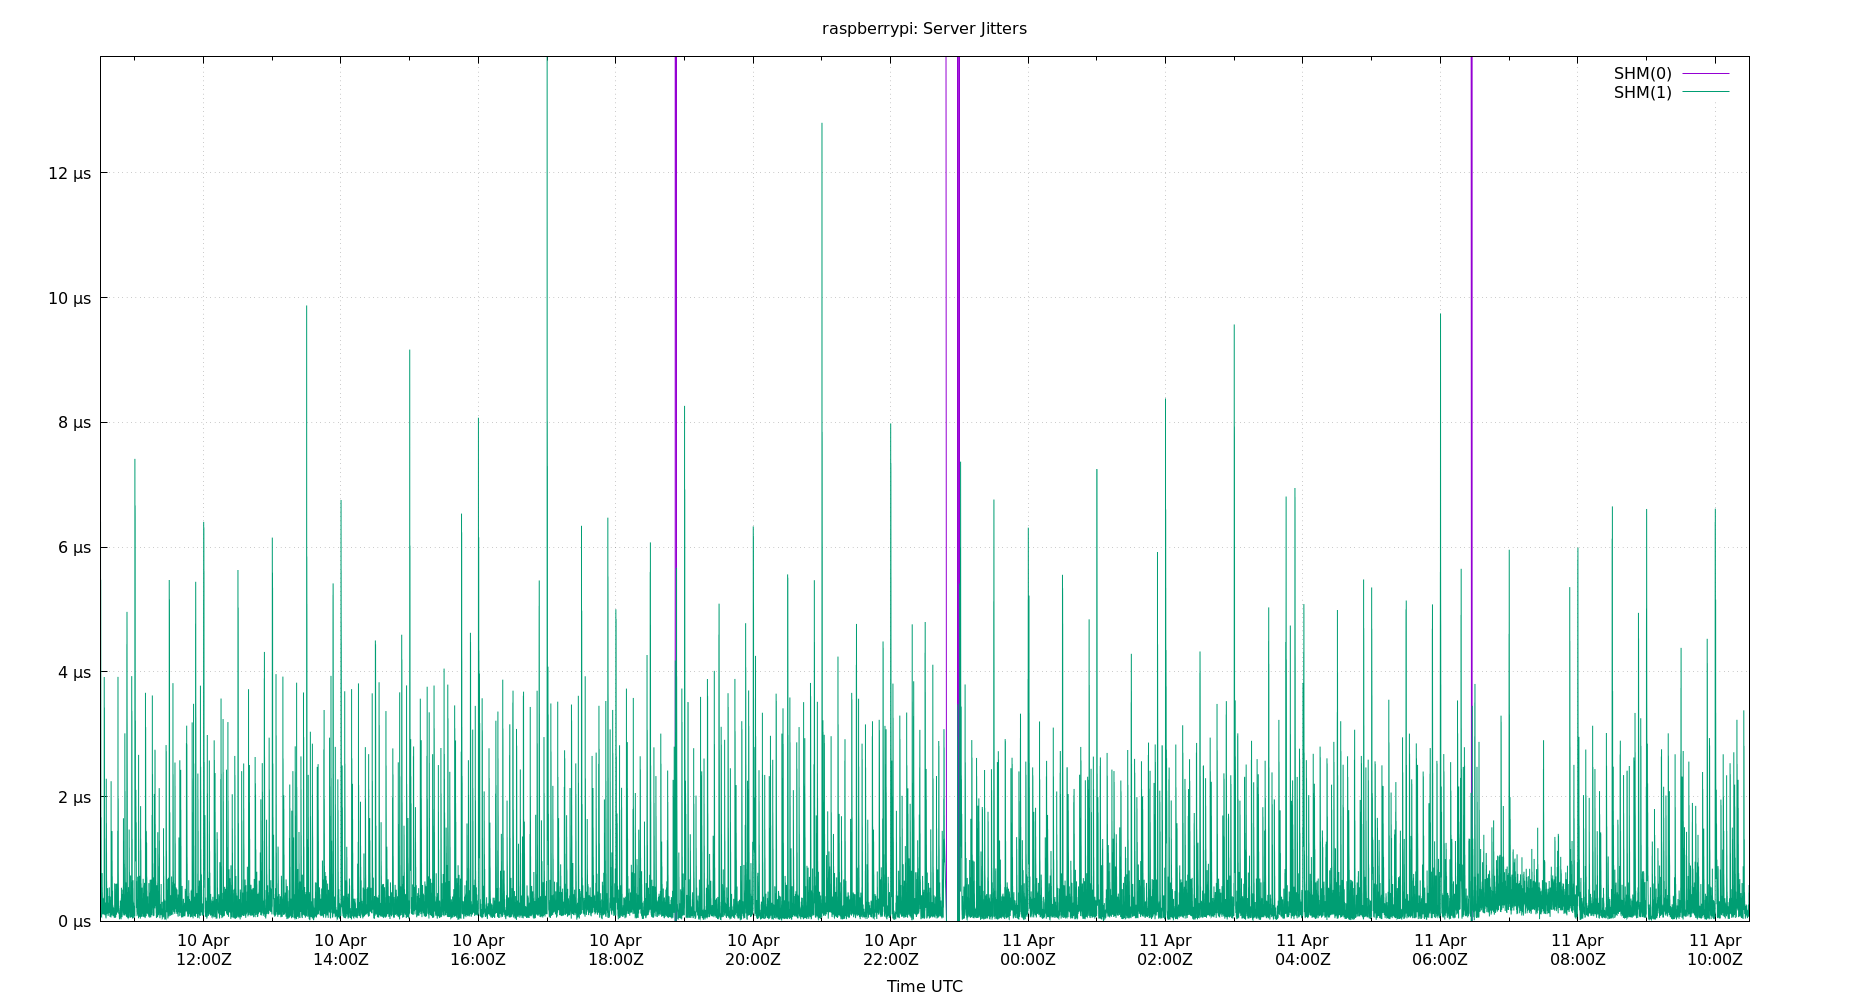 raspberrypi: Server Jitters
SHM(0)
SHM(1)
12 µs
10 µs
8 µs
6 µs
4 µs
2 µs
0 µs
10 Apr 10 Apr 10 Apr 10 Apr 10 Apr 10 Apr 11 Apr 11 Apr 11 Apr 11 Apr 11 Apr 11 Apr
12:00Z 14:00Z 16:00Z 18:00Z 20:00Z 22:00Z 00:00Z 02:00Z 04:00Z 06:00Z 08:00Z 10:00Z
Time UTC